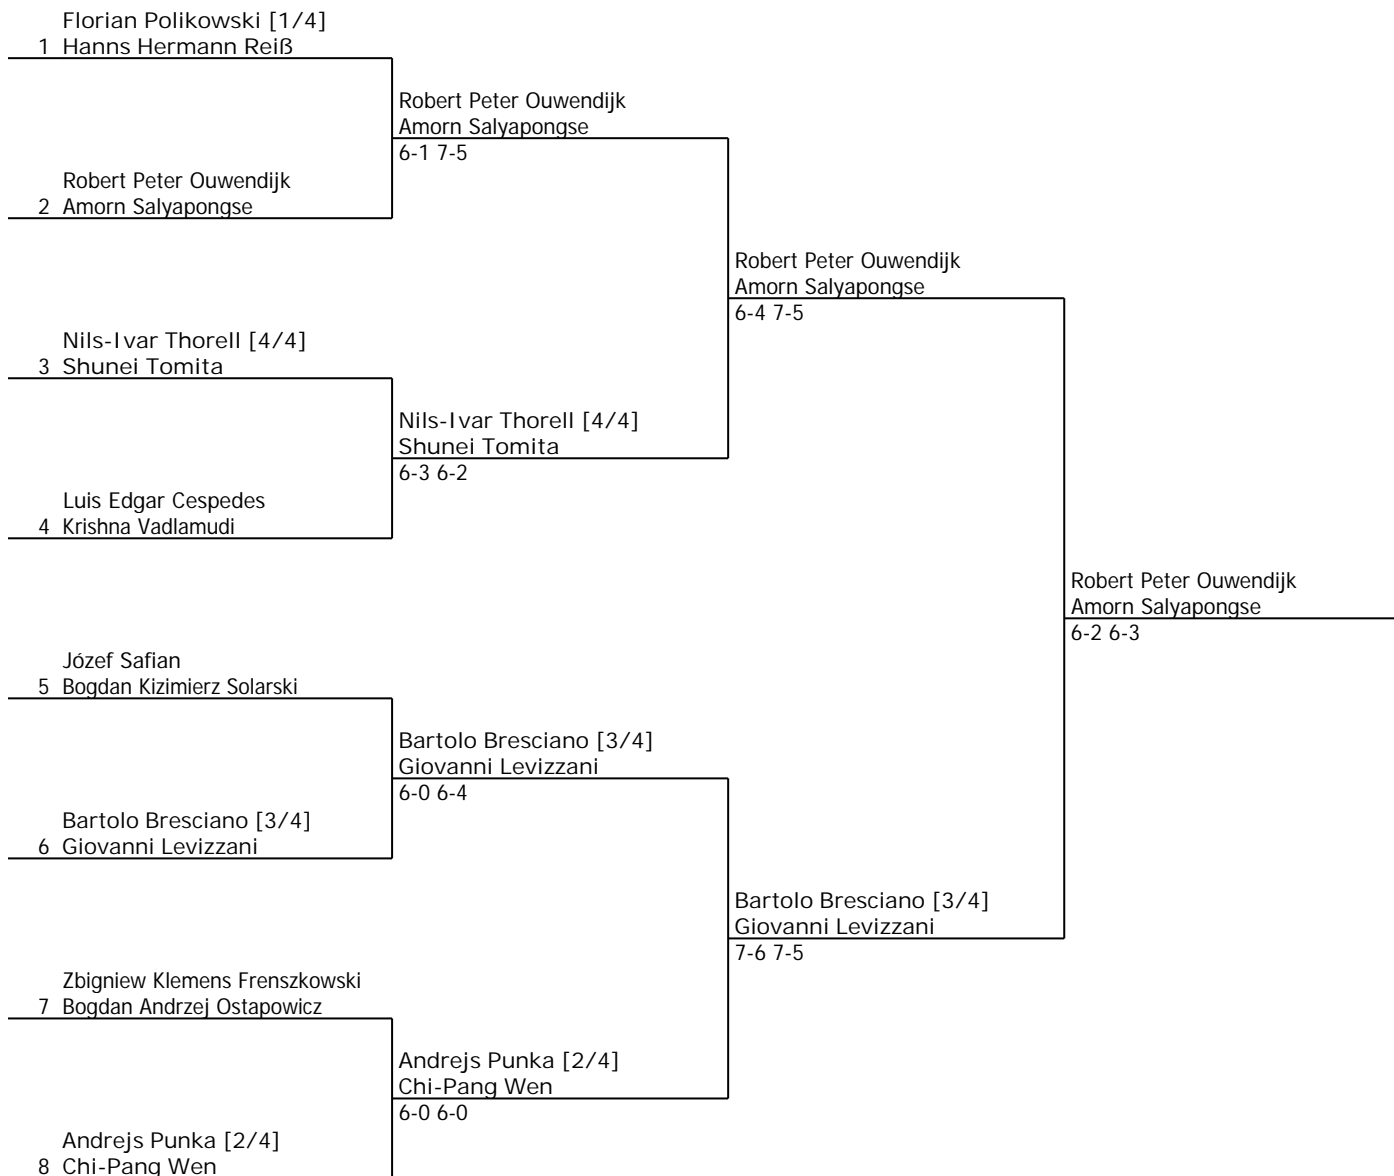 Florian Polikowski [1/4]
1 Hanns Hermann Reiß
Robert Peter Ouwendijk
Amorn Salyapongse
6-1 7-5
Robert Peter Ouwendijk
2 Amorn Salyapongse
Robert Peter Ouwendijk
Amorn Salyapongse
6-4 7-5
Nils-Ivar Thorell [4/4]
3 Shunei Tomita
Nils-Ivar Thorell [4/4]
Shunei Tomita
6-3 6-2
Luis Edgar Cespedes
4 Krishna Vadlamudi
Robert Peter Ouwendijk
Amorn Salyapongse
6-2 6-3
Józef Safian
5 Bogdan Kizimierz Solarski
Bartolo Bresciano [3/4]
Giovanni Levizzani
6-0 6-4
Bartolo Bresciano [3/4]
6 Giovanni Levizzani
Bartolo Bresciano [3/4]
Giovanni Levizzani
7-6 7-5
Zbigniew Klemens Frenszkowski
7 Bogdan Andrzej Ostapowicz
Andrejs Punka [2/4]
Chi-Pang Wen
6-0 6-0
Andrejs Punka [2/4]
8 Chi-Pang Wen